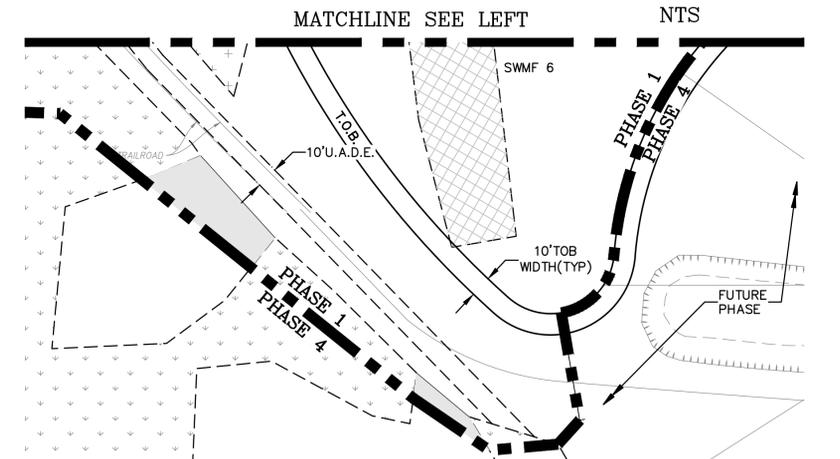 MATCHLINE SEE LEFT
NTS
SWMF 6
PHASE 1
PHASE 4
T.O.B.
RAILROAD
10'U.A.D.E.
10'TOB
WIDTH(TYP)
PHASE 1
PHASE 4
FUTURE
PHASE